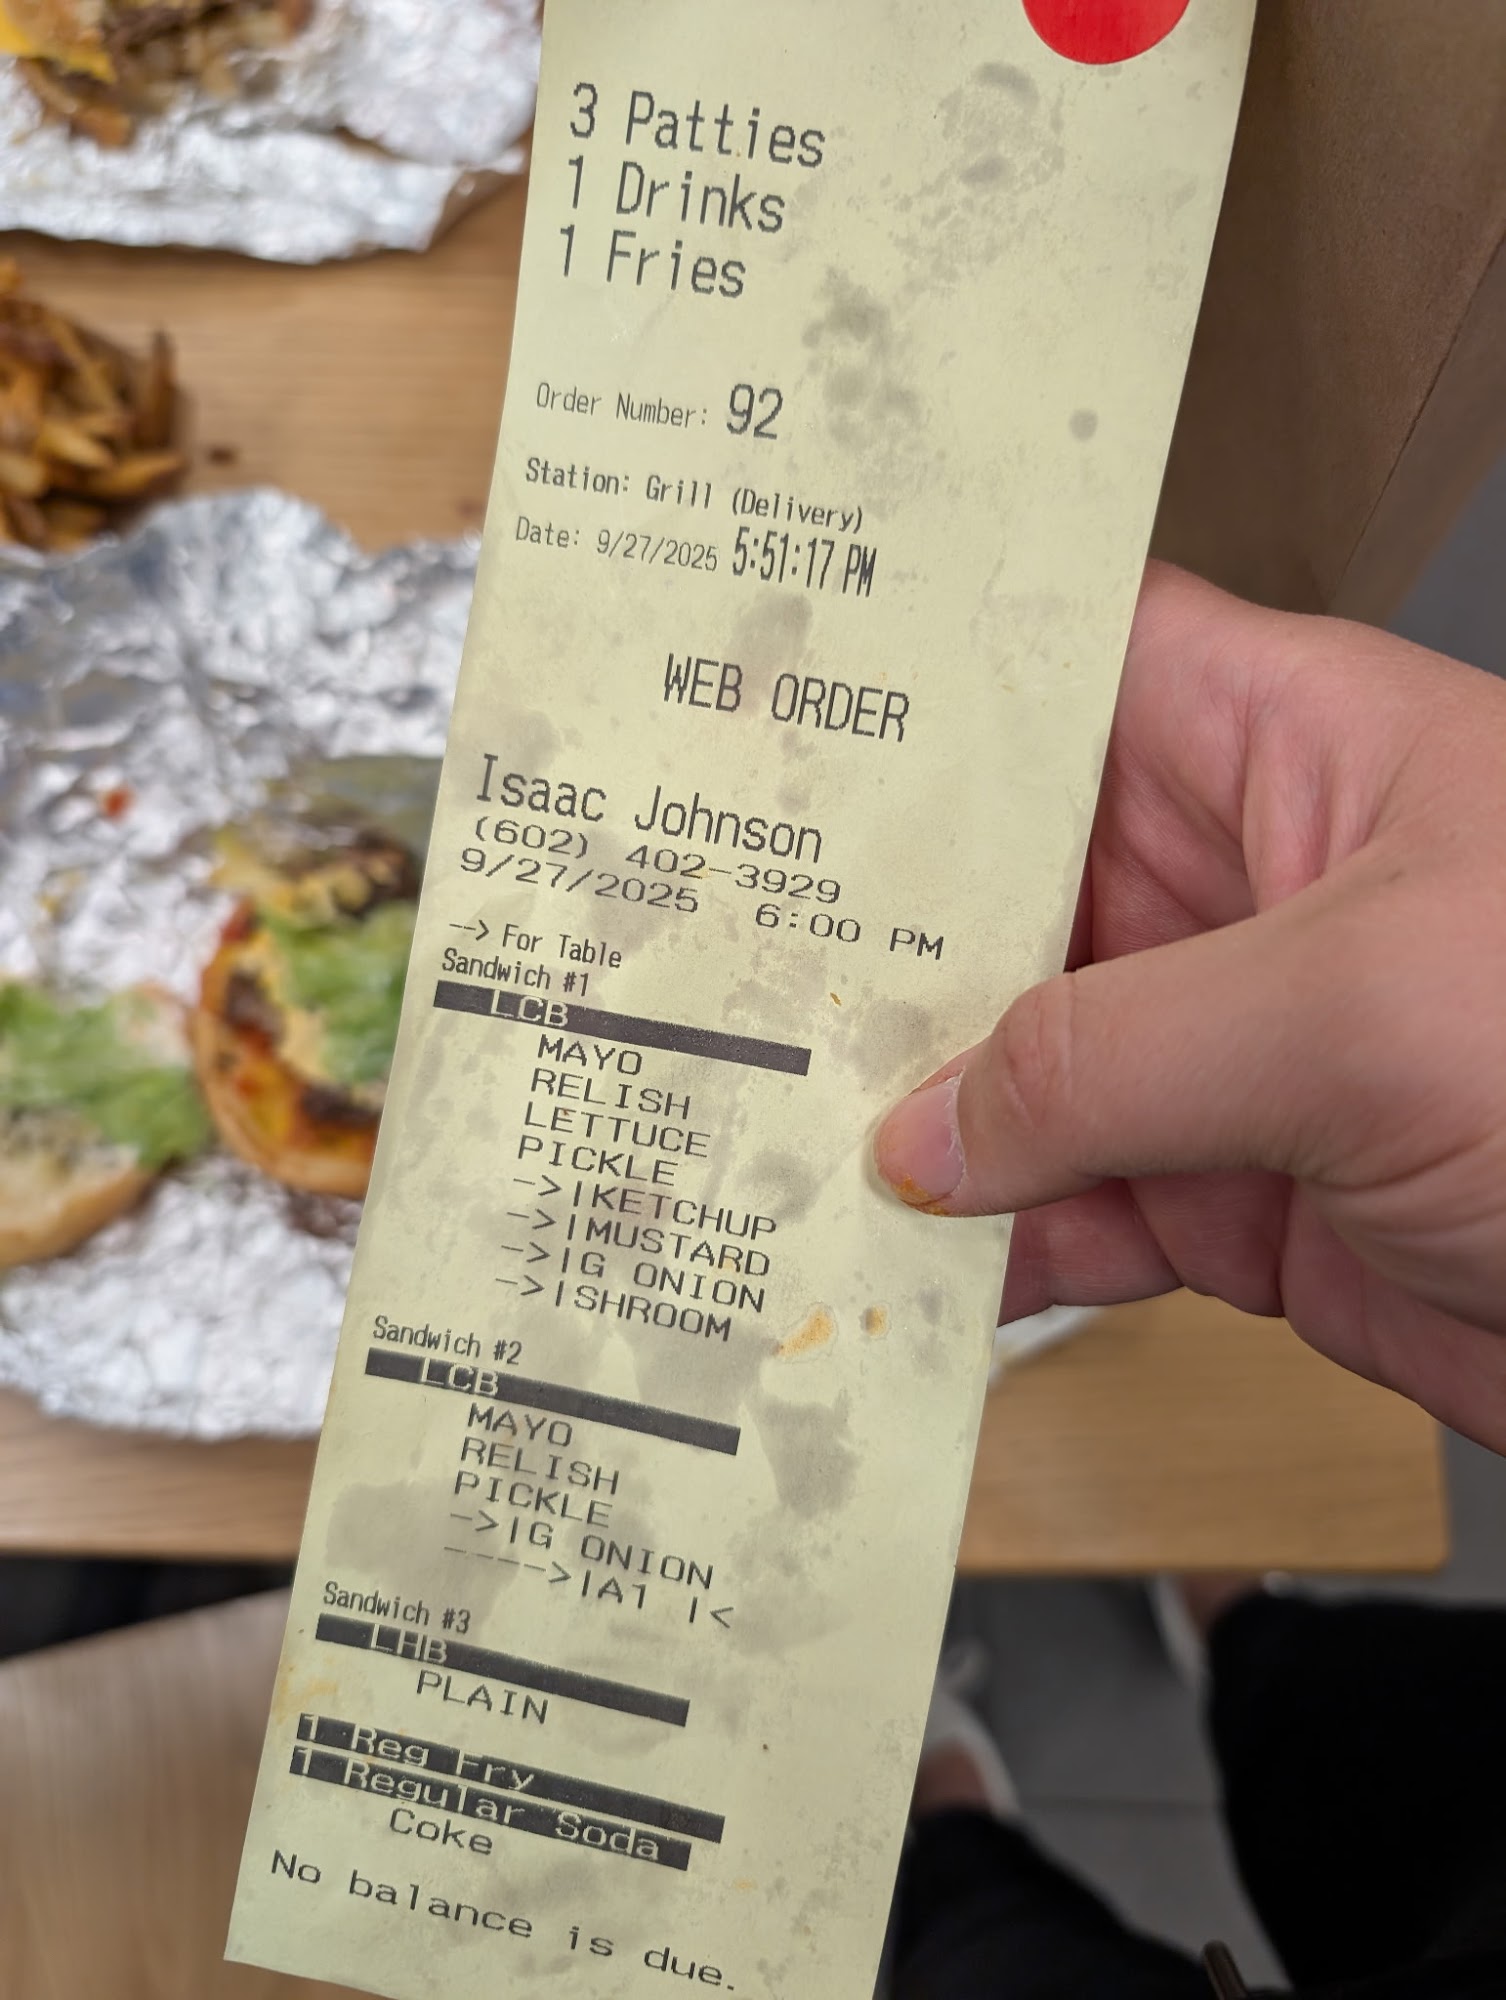 3 Patties
1 Drinks
1 Fries
Order Number: 92
Station: Grill (Delivery)
Date: 9/27/2025 5:51:17 PM
WEB ORDER
Isaac Johnson
(602) 402-3929
9/27/2025 6:00 PM
--> For Table
Sandwich #1
LCB
MAYO
RELISH
LETTUCE
PICKLE
->|KETCHUP
->|MUSTARD
->|G ONION
->|SHROOM
Sandwich #2
LCB
MAYO
RELISH
PICKLE
->|G ONION
---->|A1 |<
Sandwich #3
LHB
PLAIN
1 Reg Fry
1 Regular Soda
Coke
No balance is due.